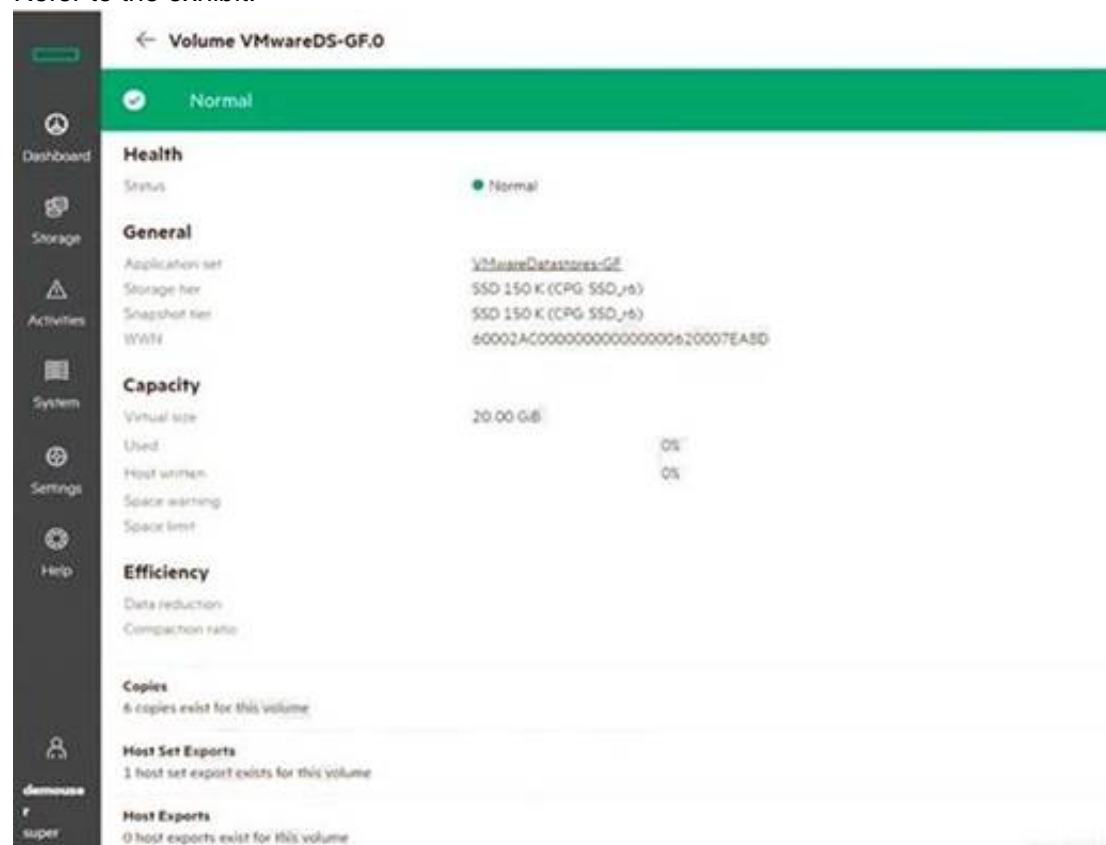 Refer to the exhibit.
← Volume VMwareDS-GF.0
Normal
Dashboard
Storage
Activities
System
Settings
Help
demouse
r
super
Health
Status Normal
General
Application set VMwareDatastores-GF
Storage tier SSD 150 K (CPG SSD_r6)
Snapshot tier SSD 150 K (CPG SSD_r6)
WWN 60002AC0000000000000000620007EA8D
Capacity
Virtual size 20.00 GiB
Used 0%
Host written 0%
Space warning
Space limit
Efficiency
Data reduction
Compaction ratio
Copies
6 copies exist for this volume
Host Set Exports
1 host set export exists for this volume
Host Exports
0 host exports exist for this volume